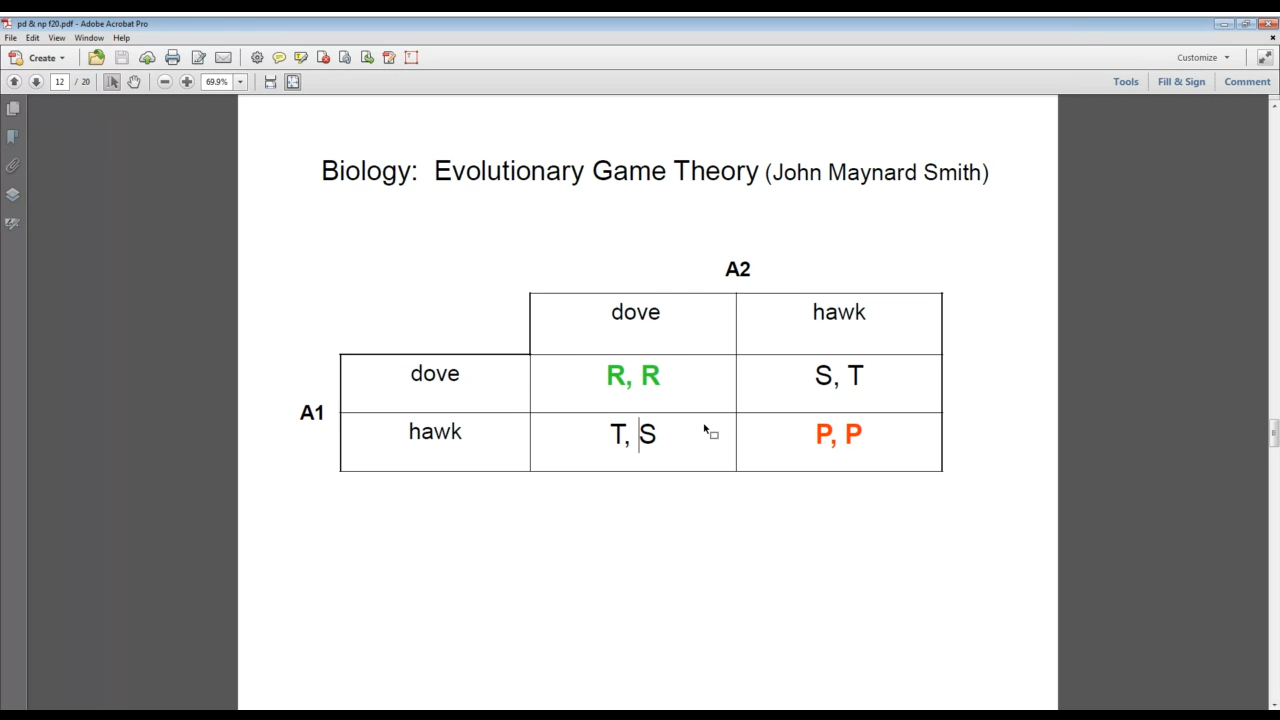 pd & np f20.pdf - Adobe Acrobat Pro
File Edit View Window Help
Create
Customize
12 / 20
69.9%
Tools Fill & Sign Comment
Biology: Evolutionary Game Theory (John Maynard Smith)
A2
dove hawk
dove R, R S, T
A1
hawk T, S P, P